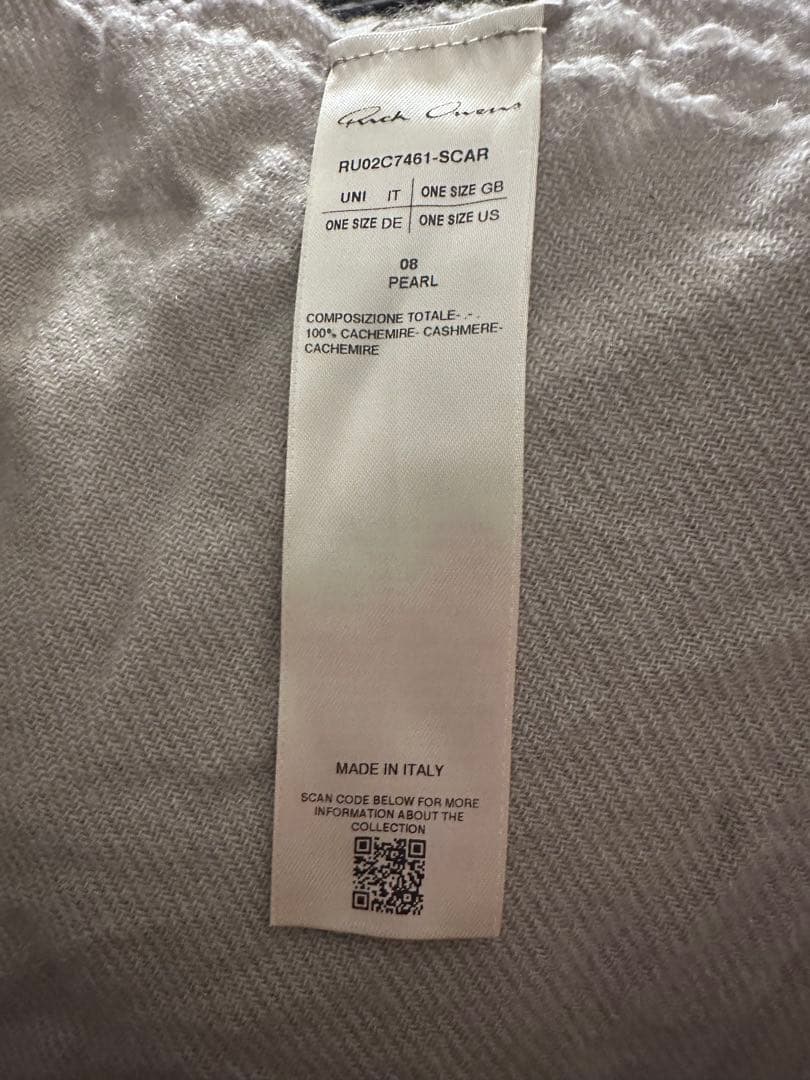 Rick Owens
RU02C7461-SCAR
UNI IT ONE SIZE GB
ONE SIZE DE ONE SIZE US
08
PEARL
COMPOSIZIONE TOTALE- .- .
100% CACHEMIRE- CASHMERE-
CACHEMIRE
MADE IN ITALY
SCAN CODE BELOW FOR MORE
INFORMATION ABOUT THE
COLLECTION